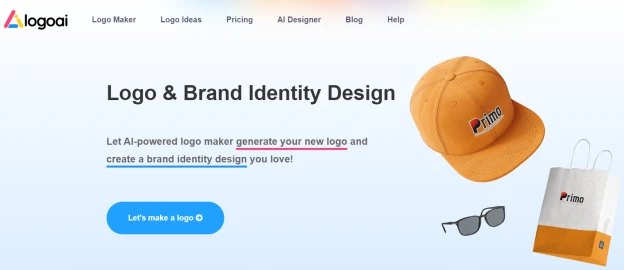 logoai
Logo Maker
Logo Ideas
Pricing
AI Designer
Blog
Help
Logo & Brand Identity Design
Let AI-powered logo maker generate your new logo and
create a brand identity design you love!
Let's make a logo
Primo
Primo